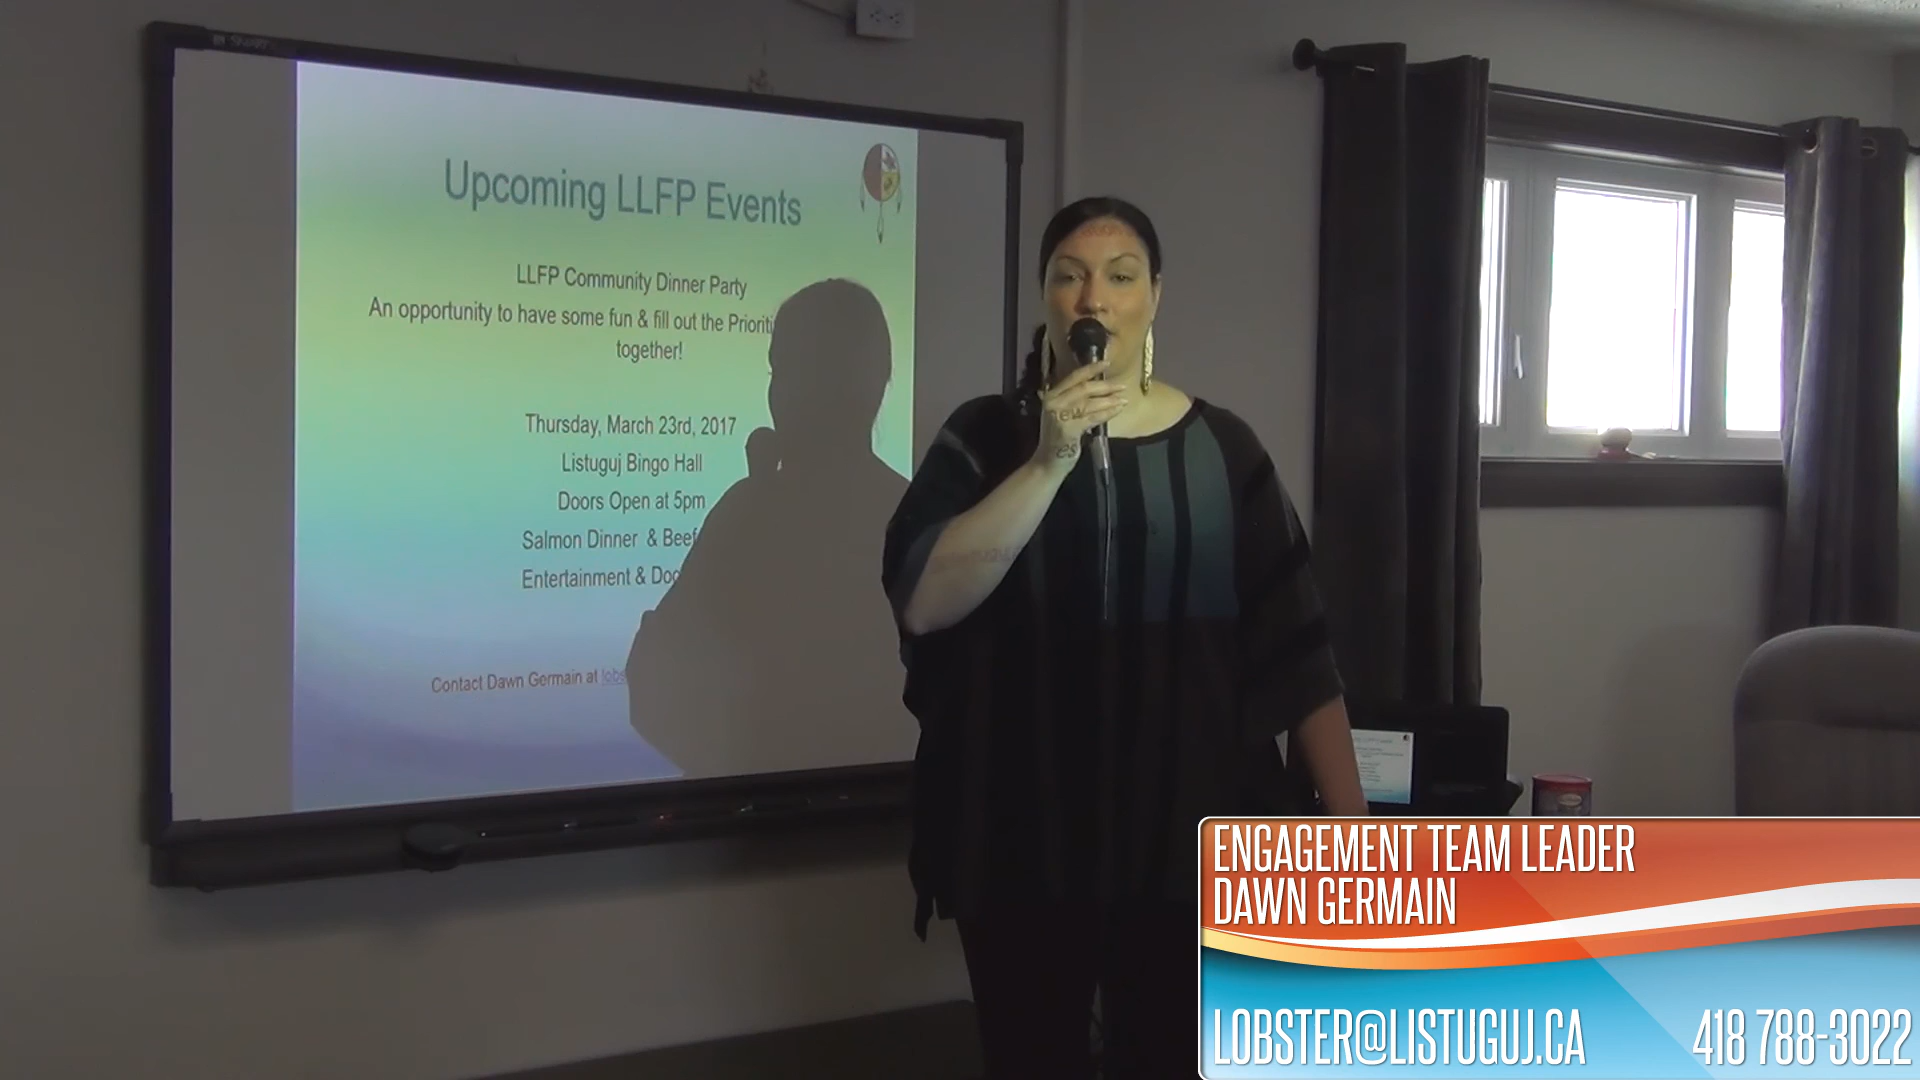 SMART
Upcoming LLFP Events
LLFP Community Dinner Party
An opportunity to have some fun & fill out the
together!
Thursday, March 23rd, 2017
Listuguj Bingo Hall
Doors Open at 5pm
Salmon Dinner & Beef
Entertainment &
Contact Dawn Germain at
ENGAGEMENT TEAM LEADER
DAWN GERMAIN
LOBSTER@LISTUGUJ.CA 418 788-3022